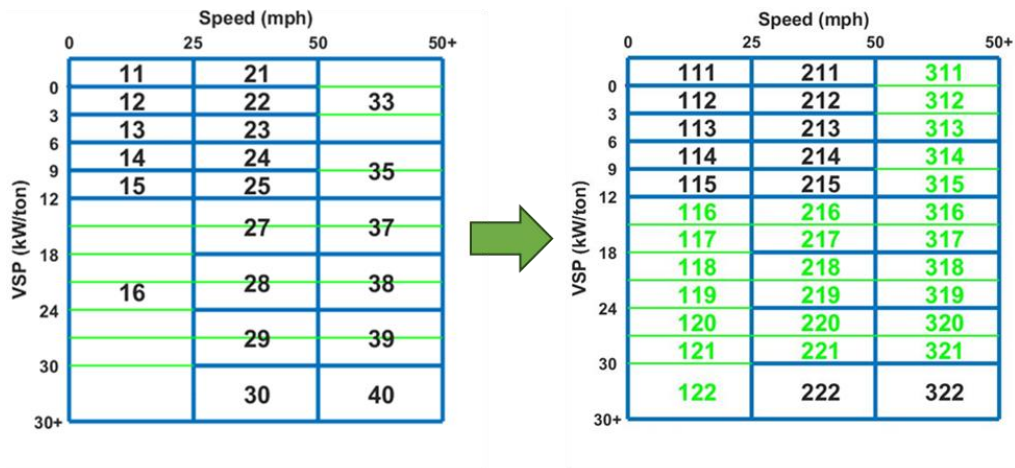 Speed (mph)
0 25 50 50+
VSP (kW/ton)
11 21
0
12 22 33
3
13 23
6
14 24
9 35
15 25
12
27 37
18
28 38
16
24
29 39
30
30 40
30+
Speed (mph)
0 25 50 50+
VSP (kW/ton)
111 211 311
0
112 212 312
3
113 213 313
6
114 214 314
9
115 215 315
12
116 216 316
117 217 317
18
118 218 318
119 219 319
24
120 220 320
121 221 321
30
122 222 322
30+